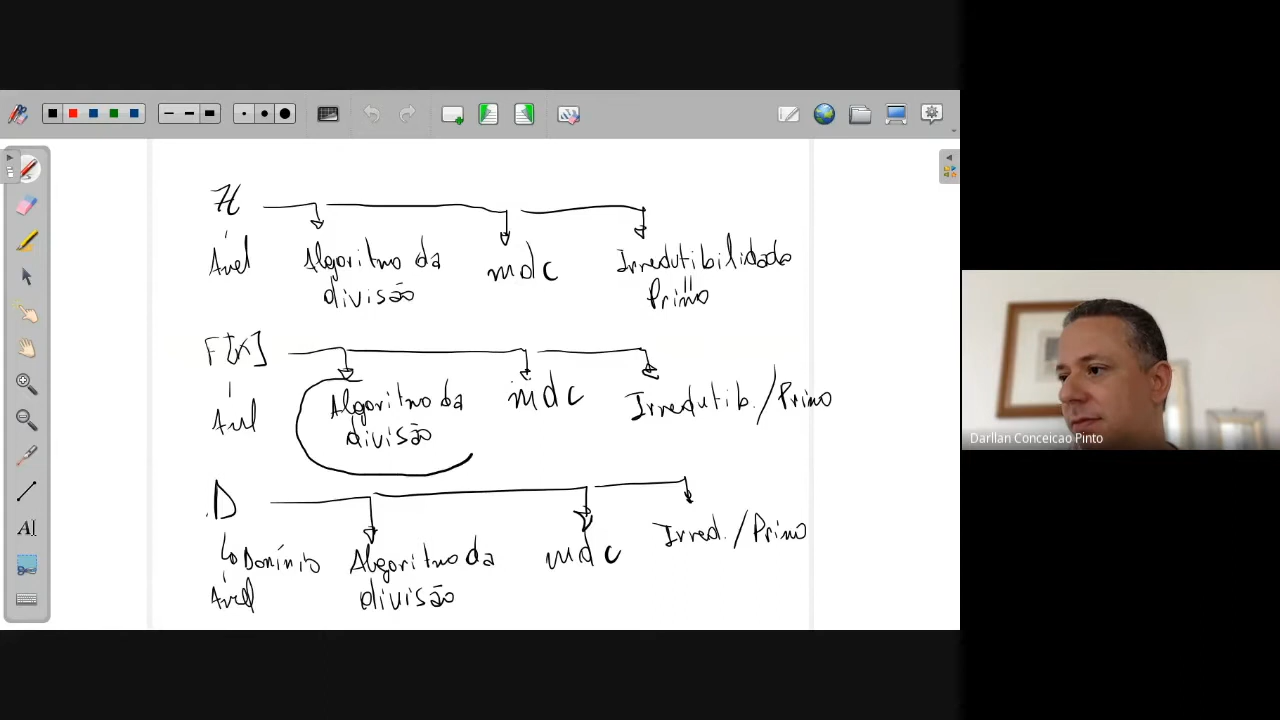 ℤ
Anel
Algoritmo da
divisão
mdc
Irredutibilidade
||
Primo
F[x]
Anel
Algoritmo da
divisão
mdc
Irredutib./Primo
D
↳ Domínio
Anel
Algoritmo da
divisão
mdc
Irred./Primo
AI
Darllan Conceicao Pinto